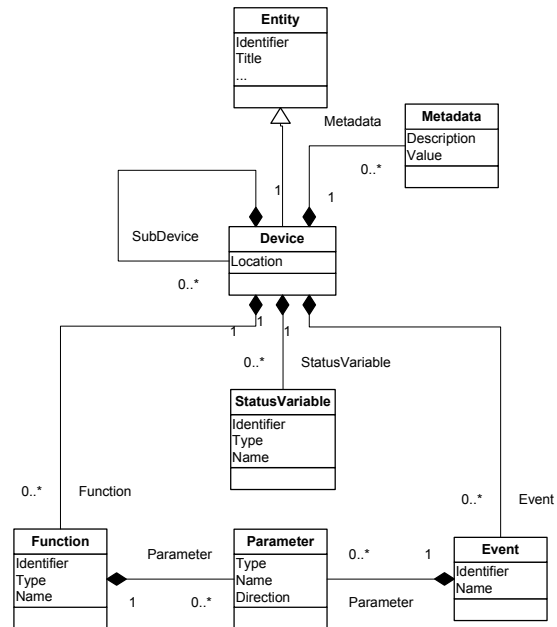 Entity
Identifier
Title
...
Metadata
Metadata
Description
Value
0..*
1
1
SubDevice
Device
Location
0..*
1
1
1
0..*
StatusVariable
StatusVariable
Identifier
Type
Name
0..*
Function
0..*
Event
Function
Identifier
Type
Name
Parameter
1
0..*
Parameter
Type
Name
Direction
0..*
1
Parameter
Event
Identifier
Name